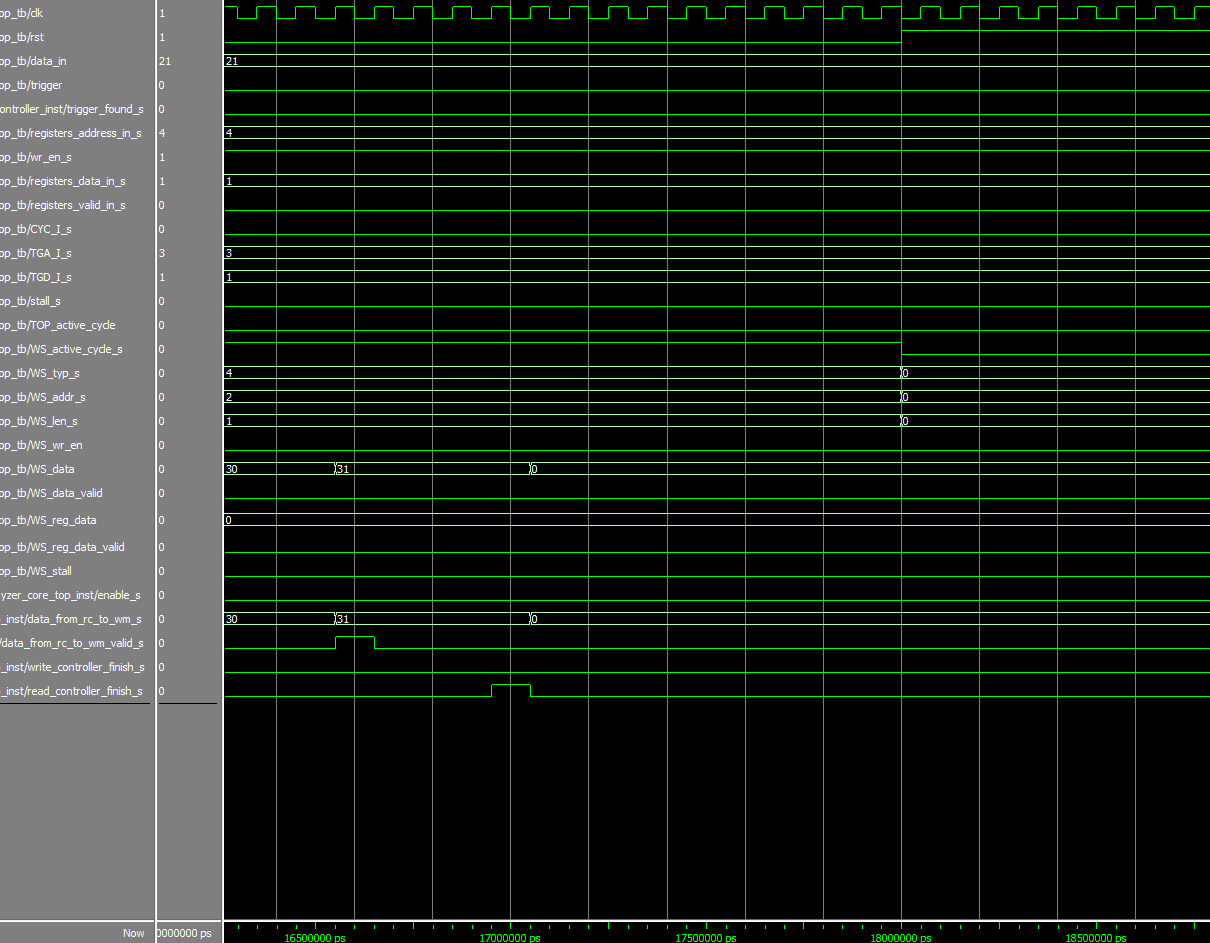 op_tb/clk 1
op_tb/rst 1
op_tb/data_in 21 21
op_tb/trigger 0
ontroller_inst/trigger_found_s 0
op_tb/registers_address_in_s 4 4
op_tb/wr_en_s 1
op_tb/registers_data_in_s 1 1
op_tb/registers_valid_in_s 0
op_tb/CYC_I_s 0
op_tb/TGA_I_s 3 3
op_tb/TGD_I_s 1 1
op_tb/stall_s 0
op_tb/TOP_active_cycle 0
op_tb/WS_active_cycle_s 0
op_tb/WS_typ_s 0 4 0
op_tb/WS_addr_s 0 2 0
op_tb/WS_len_s 0 1 0
op_tb/WS_wr_en 0
op_tb/WS_data 0 30 31 0
op_tb/WS_data_valid 0
op_tb/WS_reg_data 0 0
op_tb/WS_reg_data_valid 0
op_tb/WS_stall 0
yzer_core_top_inst/enable_s 0
_inst/data_from_rc_to_wm_s 0 30 31 0
/data_from_rc_to_wm_valid_s 0
_inst/write_controller_finish_s 0
_inst/read_controller_finish_s 0
Now 0000000 ps 16500000 ps 17000000 ps 17500000 ps 18000000 ps 18500000 ps